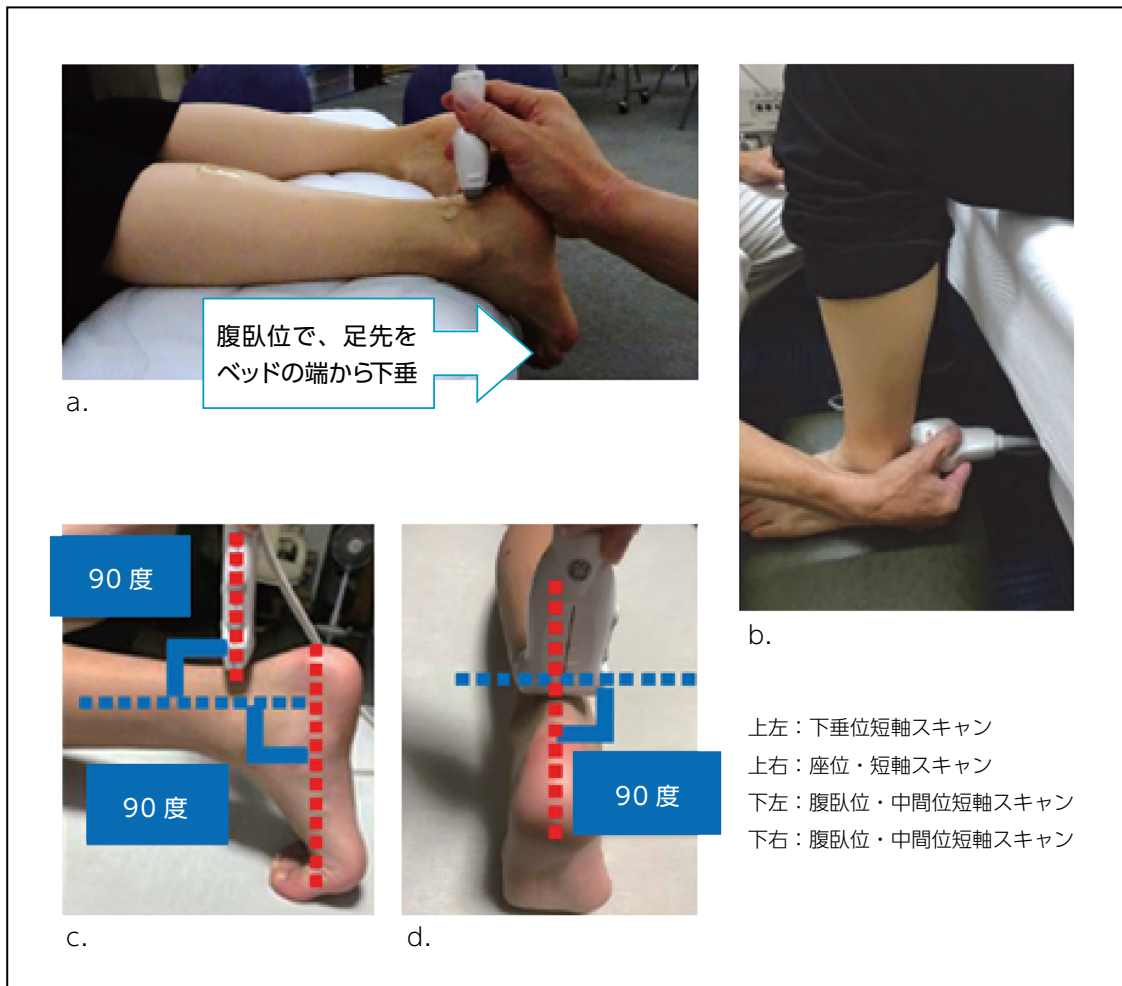 腹臥位で、足先を
ベッドの端から下垂
a.
b.
90 度
90 度
c.
90 度
d.
上左：下垂位短軸スキャン
上右：座位・短軸スキャン
下左：腹臥位・中間位短軸スキャン
下右：腹臥位・中間位短軸スキャン